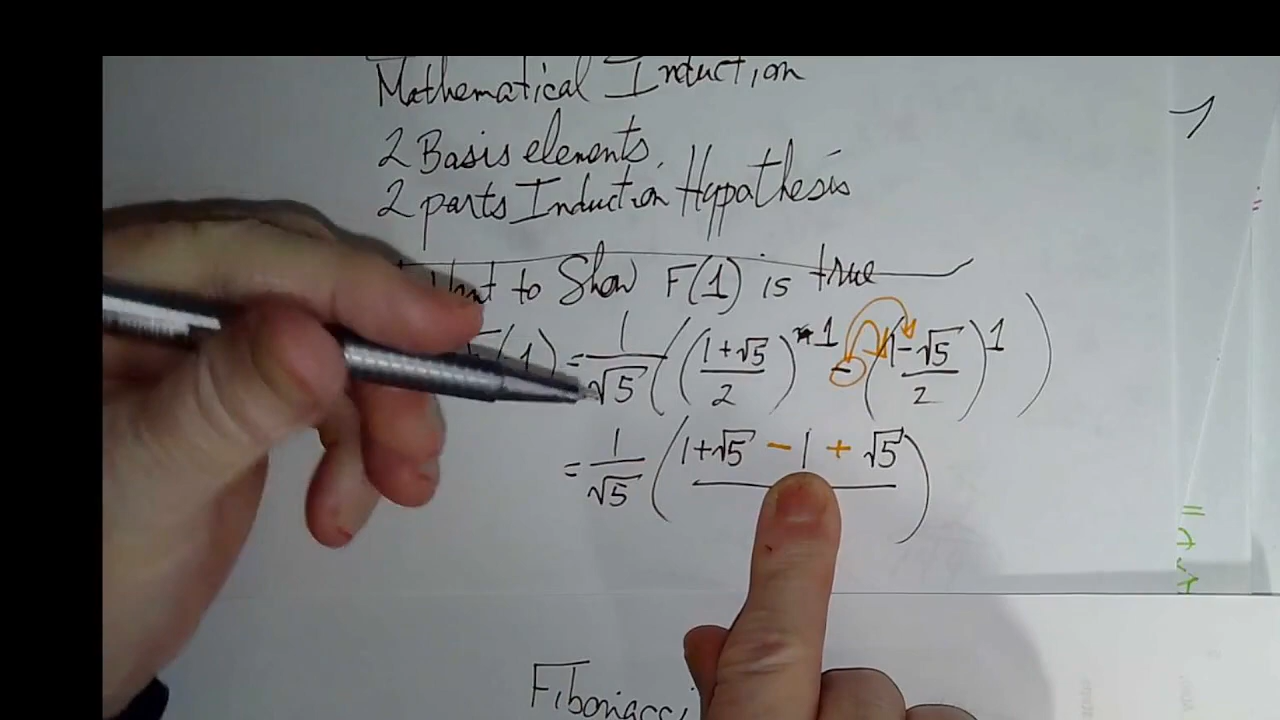 Mathematical Induction
2 Basis elements.
2 parts Induction Hypothesis
to Show F(1) is true
F(1) = 1/√5 ((1+√5/2)^1 - (1-√5/2)^1)
= 1/√5 (1+√5 - 1 + √5)
Fibonacci